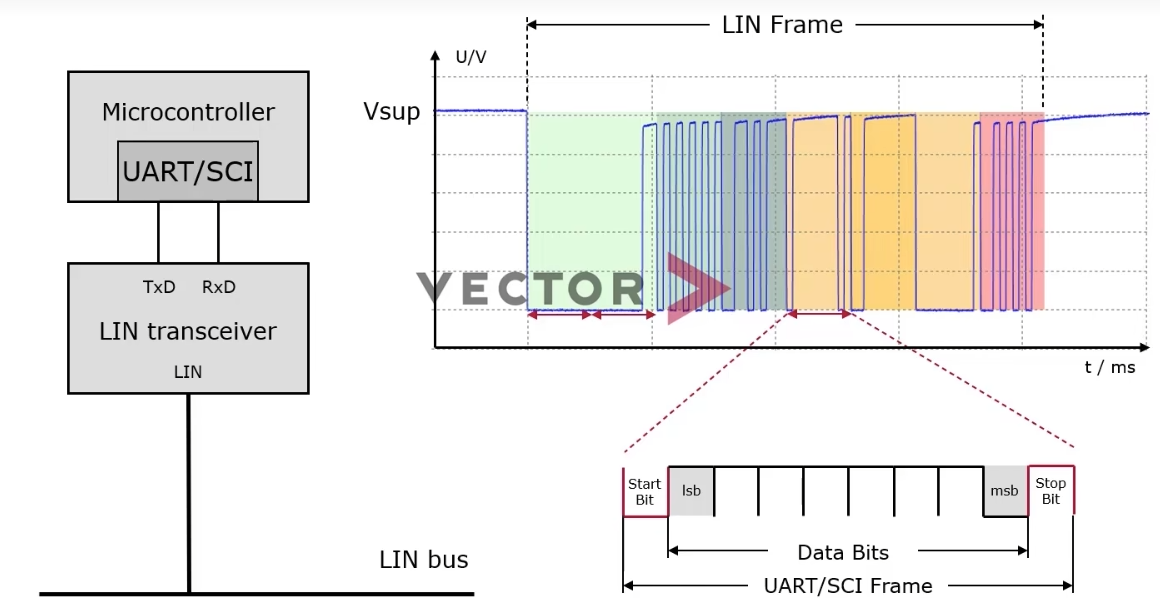 LIN Frame
U/V
Vsup
Microcontroller
UART/SCI
TxD RxD
LIN transceiver
LIN
VECTOR
t / ms
Start
Bit
lsb
msb
Stop
Bit
Data Bits
UART/SCI Frame
LIN bus